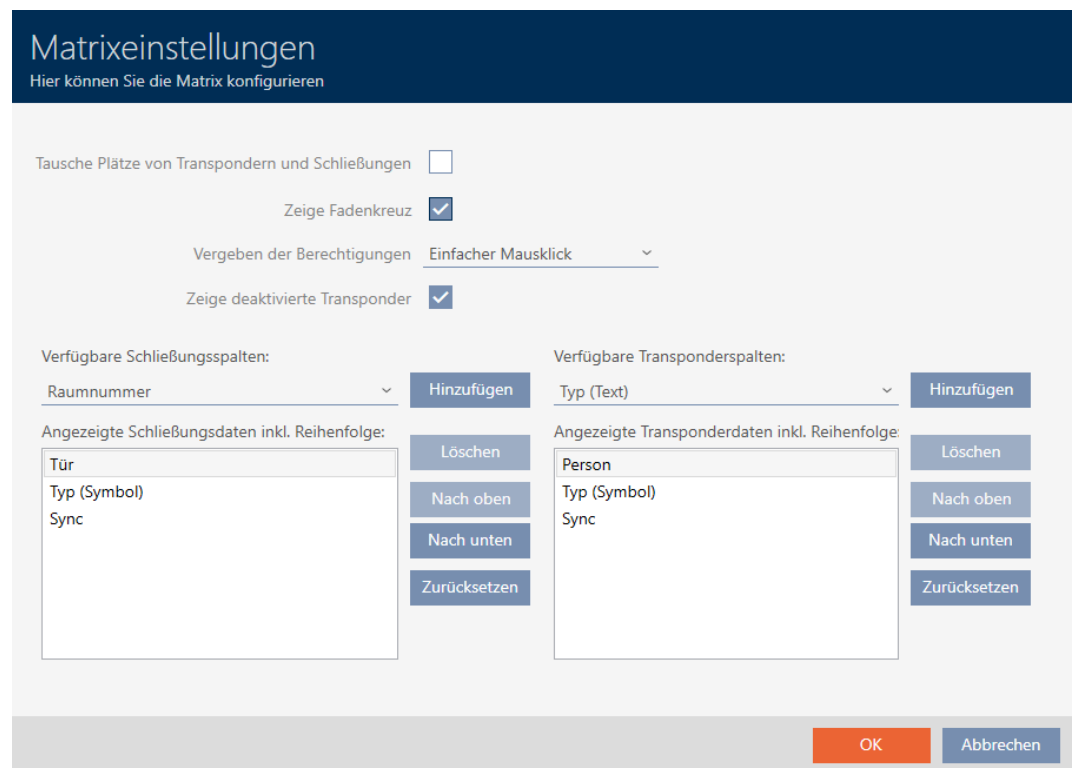 Matrixeinstellungen
Hier können Sie die Matrix konfigurieren
Tausche Plätze von Transpondern und Schließungen
Zeige Fadenkreuz
Vergeben der Berechtigungen Einfacher Mausklick
Zeige deaktivierte Transponder
Verfügbare Schließungsspalten:
Raumnummer
Hinzufügen
Angezeigte Schließungsdaten inkl. Reihenfolge:
Tür
Typ (Symbol)
Sync
Löschen
Nach oben
Nach unten
Zurücksetzen
Verfügbare Transponderspalten:
Typ (Text)
Hinzufügen
Angezeigte Transponderdaten inkl. Reihenfolge:
Person
Typ (Symbol)
Sync
Löschen
Nach oben
Nach unten
Zurücksetzen
OK
Abbrechen